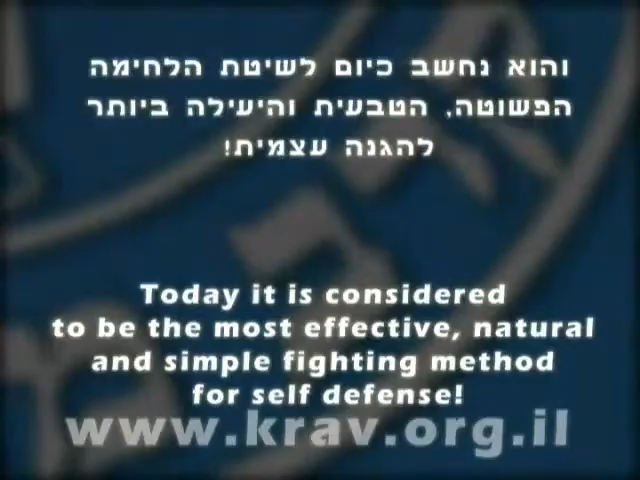 והוא נחשב כיום לשיטת הלחימה
הפשוטה, הטבעית והיעילה ביותר
להגנה עצמית!
Today it is considered
to be the most effective, natural
and simple fighting method
for self defense!
www.krav.org.il